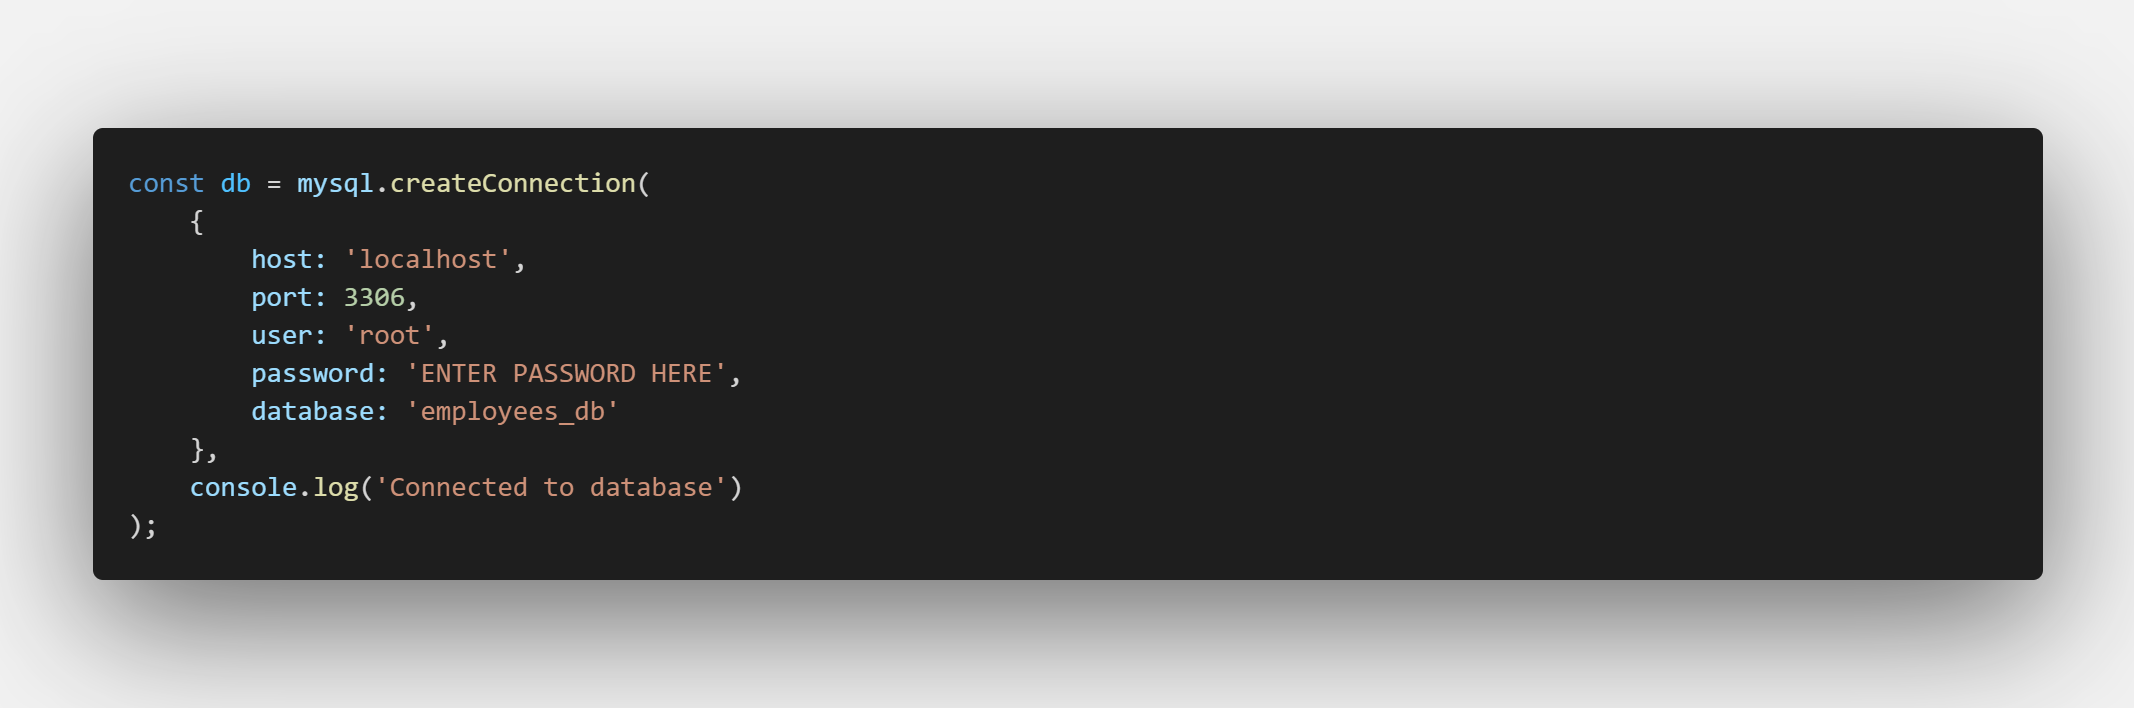 const db = mysql.createConnection(
    {
        host: 'localhost',
        port: 3306,
        user: 'root',
        password: 'ENTER PASSWORD HERE',
        database: 'employees_db'
    },
    console.log('Connected to database')
);